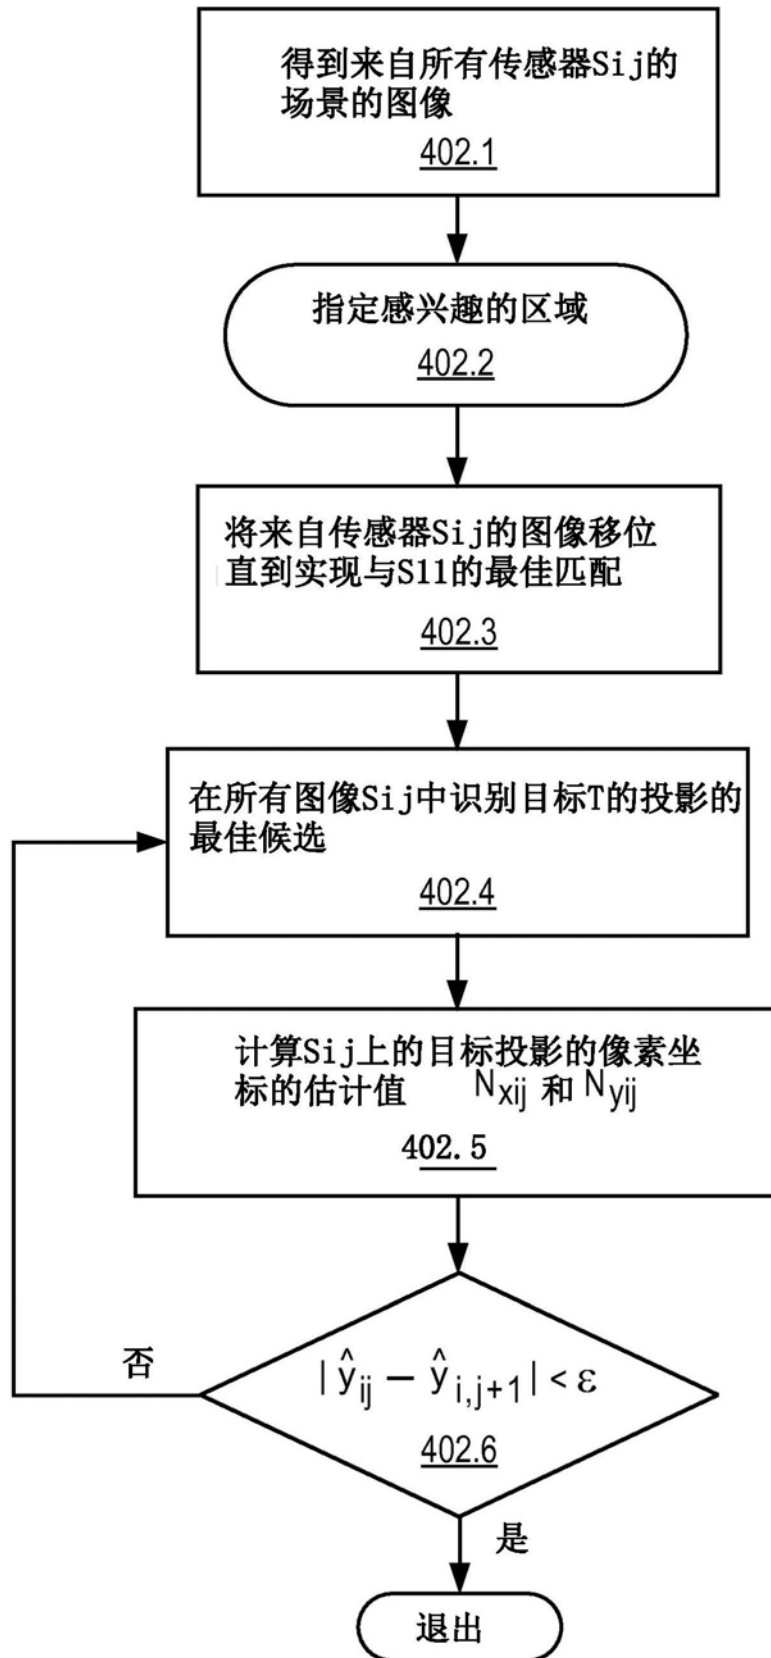 得到来自所有传感器Sij的
场景的图像
402.1
指定感兴趣的区域
402.2
将来自传感器Sij的图像移位
直到实现与S11的最佳匹配
402.3
在所有图像Sij中识别目标T的投影的
最佳候选
402.4
计算Sij上的目标投影的像素坐
标的估计值 Nxij 和 Nyij
402.5
否
|ŷij − ŷi,j+1| < ε
402.6
是
退出